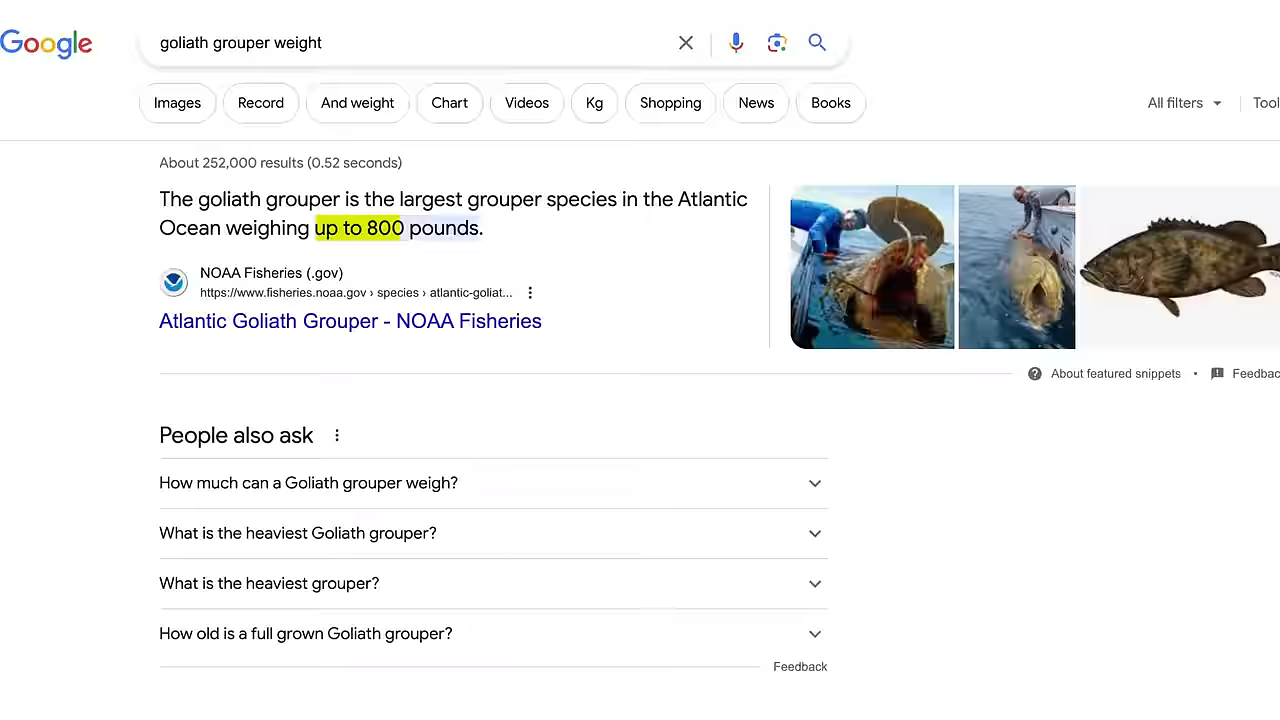 Google
goliath grouper weight
Images Record And weight Chart Videos Kg Shopping News Books All filters Tool
About 252,000 results (0.52 seconds)
The goliath grouper is the largest grouper species in the Atlantic
Ocean weighing up to 800 pounds.
NOAA Fisheries (.gov)
https://www.fisheries.noaa.gov › species › atlantic-goliat...
Atlantic Goliath Grouper - NOAA Fisheries
About featured snippets • Feedbac
People also ask
How much can a Goliath grouper weigh?
What is the heaviest Goliath grouper?
What is the heaviest grouper?
How old is a full grown Goliath grouper?
Feedback